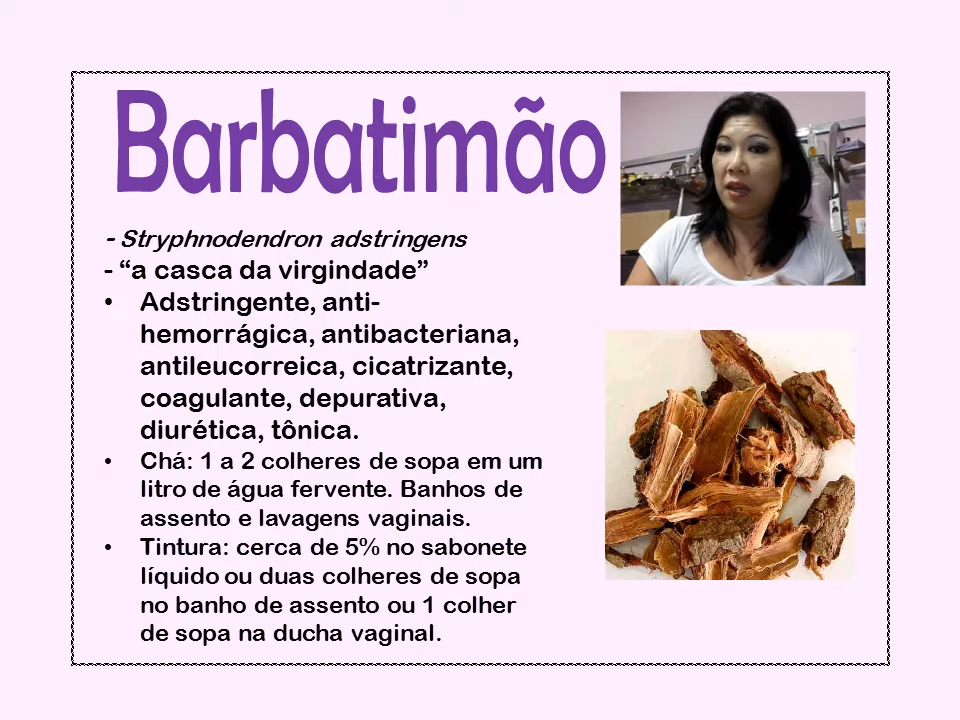 Barbatimão
- Stryphnodendron adstringens
- “a casca da virgindade”
• Adstringente, anti-
hemorrágica, antibacteriana,
antileucorreica, cicatrizante,
coagulante, depurativa,
diurética, tônica.
• Chá: 1 a 2 colheres de sopa em um
litro de água fervente. Banhos de
assento e lavagens vaginais.
• Tintura: cerca de 5% no sabonete
líquido ou duas colheres de sopa
no banho de assento ou 1 colher
de sopa na ducha vaginal.